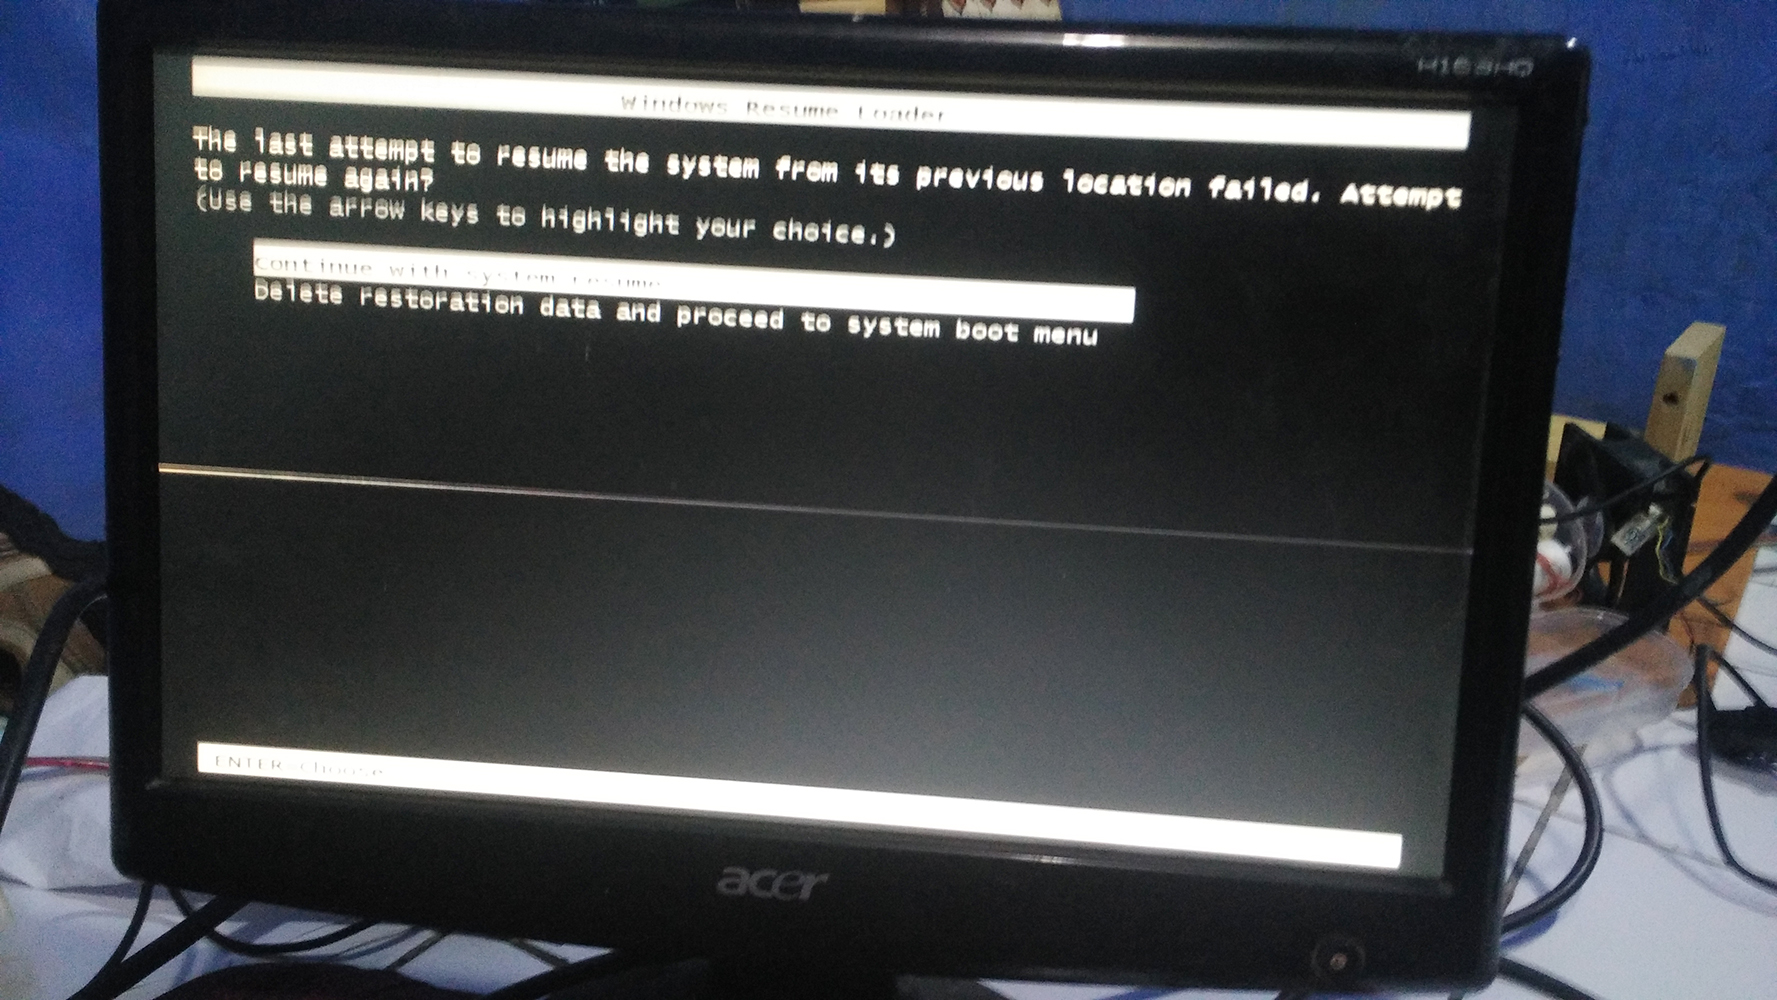 H163HQ
Windows Resume Loader
The last attempt to resume the system from its previous location failed. Attempt
to resume again?
(Use the arrow keys to highlight your choice.)
Continue with system resume
Delete restoration data and proceed to system boot menu
ENTER=Choose
acer